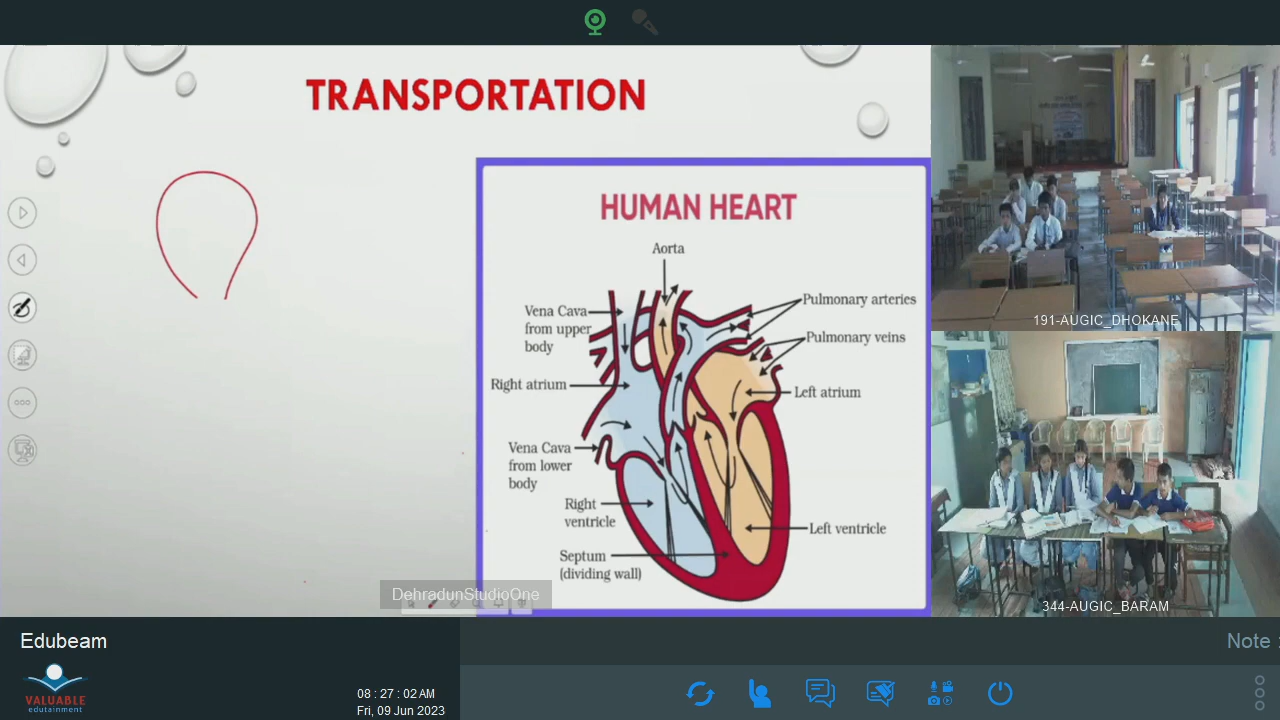 TRANSPORTATION
HUMAN HEART
Aorta
Vena Cava
from upper
body
Pulmonary arteries
Pulmonary veins
Right atrium
Left atrium
Vena Cava
from lower
body
Right
ventricle
Left ventricle
Septum
(dividing wall)
DehradunStudioOne
191-AUGIC_DHOKANE
344-AUGIC_BARAM
Edubeam
VALUABLE
edutainment
08 : 27 : 02 AM
Fri, 09 Jun 2023
Note :